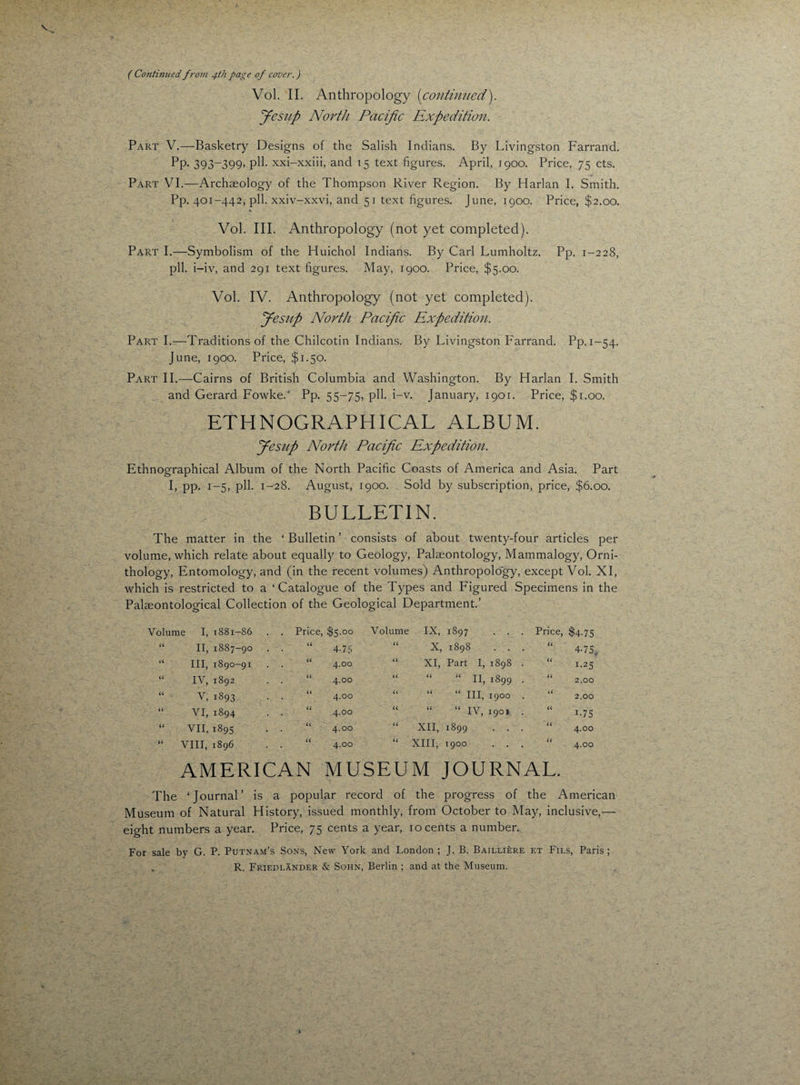 ( Continued from 4th page of cover. )
Vol. II. Anthropology (continued).
Jesup North Pacific Expedition.
Part V.—Basketry Designs of the Salish Indians. By Livingston Farrand.
Pp. 393–399, pll. xxi–xxiii, and 15 text figures. April, 1900. Price, 75 cts.
Part VI.—Archæology of the Thompson River Region. By Harlan I. Smith.
Pp. 401–442, pll. xxiv–xxvi, and 51 text figures. June, 1900. Price, $2.00.
Vol. III. Anthropology (not yet completed).
Part I.—Symbolism of the Huichol Indians. By Carl Lumholtz. Pp. 1–228,
pll. i–iv, and 291 text figures. May, 1900. Price, $5.00.
Vol. IV. Anthropology (not yet completed).
Jesup North Pacific Expedition.
Part I.—Traditions of the Chilcotin Indians. By Livingston Farrand. Pp. 1–54.
June, 1900. Price, $1.50.
Part II.—Cairns of British Columbia and Washington. By Harlan I. Smith
and Gerard Fowke. Pp. 55–75, pll. i–v. January, 1901. Price, $1.00.
ETHNOGRAPHICAL ALBUM.
Jesup North Pacific Expedition.
Ethnographical Album of the North Pacific Coasts of America and Asia. Part
I, pp. 1–5, pll. 1–28. August, 1900. Sold by subscription, price, $6.00.
BULLETIN.
The matter in the ‘Bulletin’ consists of about twenty-four articles per
volume, which relate about equally to Geology, Palæontology, Mammalogy, Orni-
thology, Entomology, and (in the recent volumes) Anthropology, except Vol. XI,
which is restricted to a ‘Catalogue of the Types and Figured Specimens in the
Palæontological Collection of the Geological Department.’
Volume I, 1881–86 . . Price, $5.00 Volume IX, 1897 . . . Price, $4.75
“ II, 1887–90 . . “ 4.75 “ X, 1898 . . . “ 4.75
“ III, 1890–91 . . “ 4.00 “ XI, Part I, 1898 . “ 1.25
“ IV, 1892 . . “ 4.00 “ “ “ II, 1899 . “ 2.00
“ V, 1893 . . “ 4.00 “ “ “ III, 1900 . “ 2.00
“ VI, 1894 . . “ 4.00 “ “ “ IV, 1901 . “ 1.75
“ VII, 1895 . . “ 4.00 “ XII, 1899 . . . “ 4.00
“ VIII, 1896 . . “ 4.00 “ XIII, 1900 . . . “ 4.00
AMERICAN MUSEUM JOURNAL.
The ‘Journal’ is a popular record of the progress of the American
Museum of Natural History, issued monthly, from October to May, inclusive,—
eight numbers a year. Price, 75 cents a year, 10 cents a number.
For sale by G. P. Putnam’s Sons, New York and London ; J. B. Baillière et Fils, Paris ;
R. Friedländer & Sohn, Berlin ; and at the Museum.